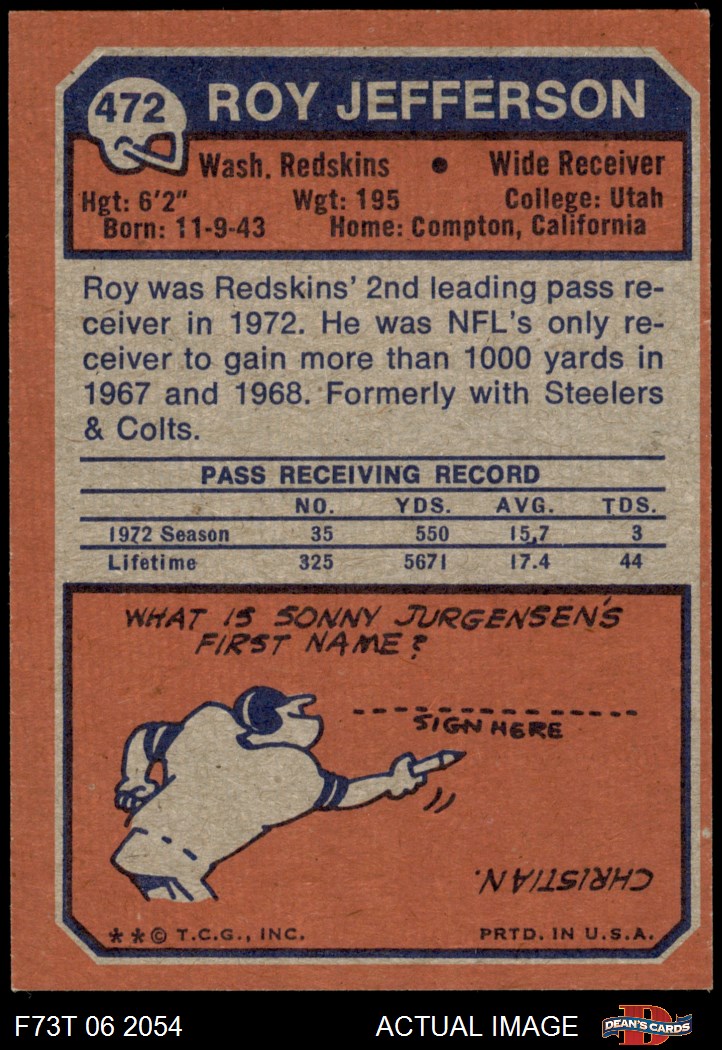 472
ROY JEFFERSON
Wash. Redskins • Wide Receiver
Hgt: 6'2" Wgt: 195 College: Utah
Born: 11-9-43 Home: Compton, California
Roy was Redskins' 2nd leading pass re-
ceiver in 1972. He was NFL's only re-
ceiver to gain more than 1000 yards in
1967 and 1968. Formerly with Steelers
& Colts.
PASS RECEIVING RECORD
NO. YDS. AVG. TDS.
1972 Season 35 550 15.7 3
Lifetime 325 5671 17.4 44
WHAT IS SONNY JURGENSEN'S
FIRST NAME?
SIGN HERE
CHRISTIAN.
**© T.C.G., INC. PRTD. IN U.S.A.
F73T 06 2054 ACTUAL IMAGE D DEAN'S CARDS